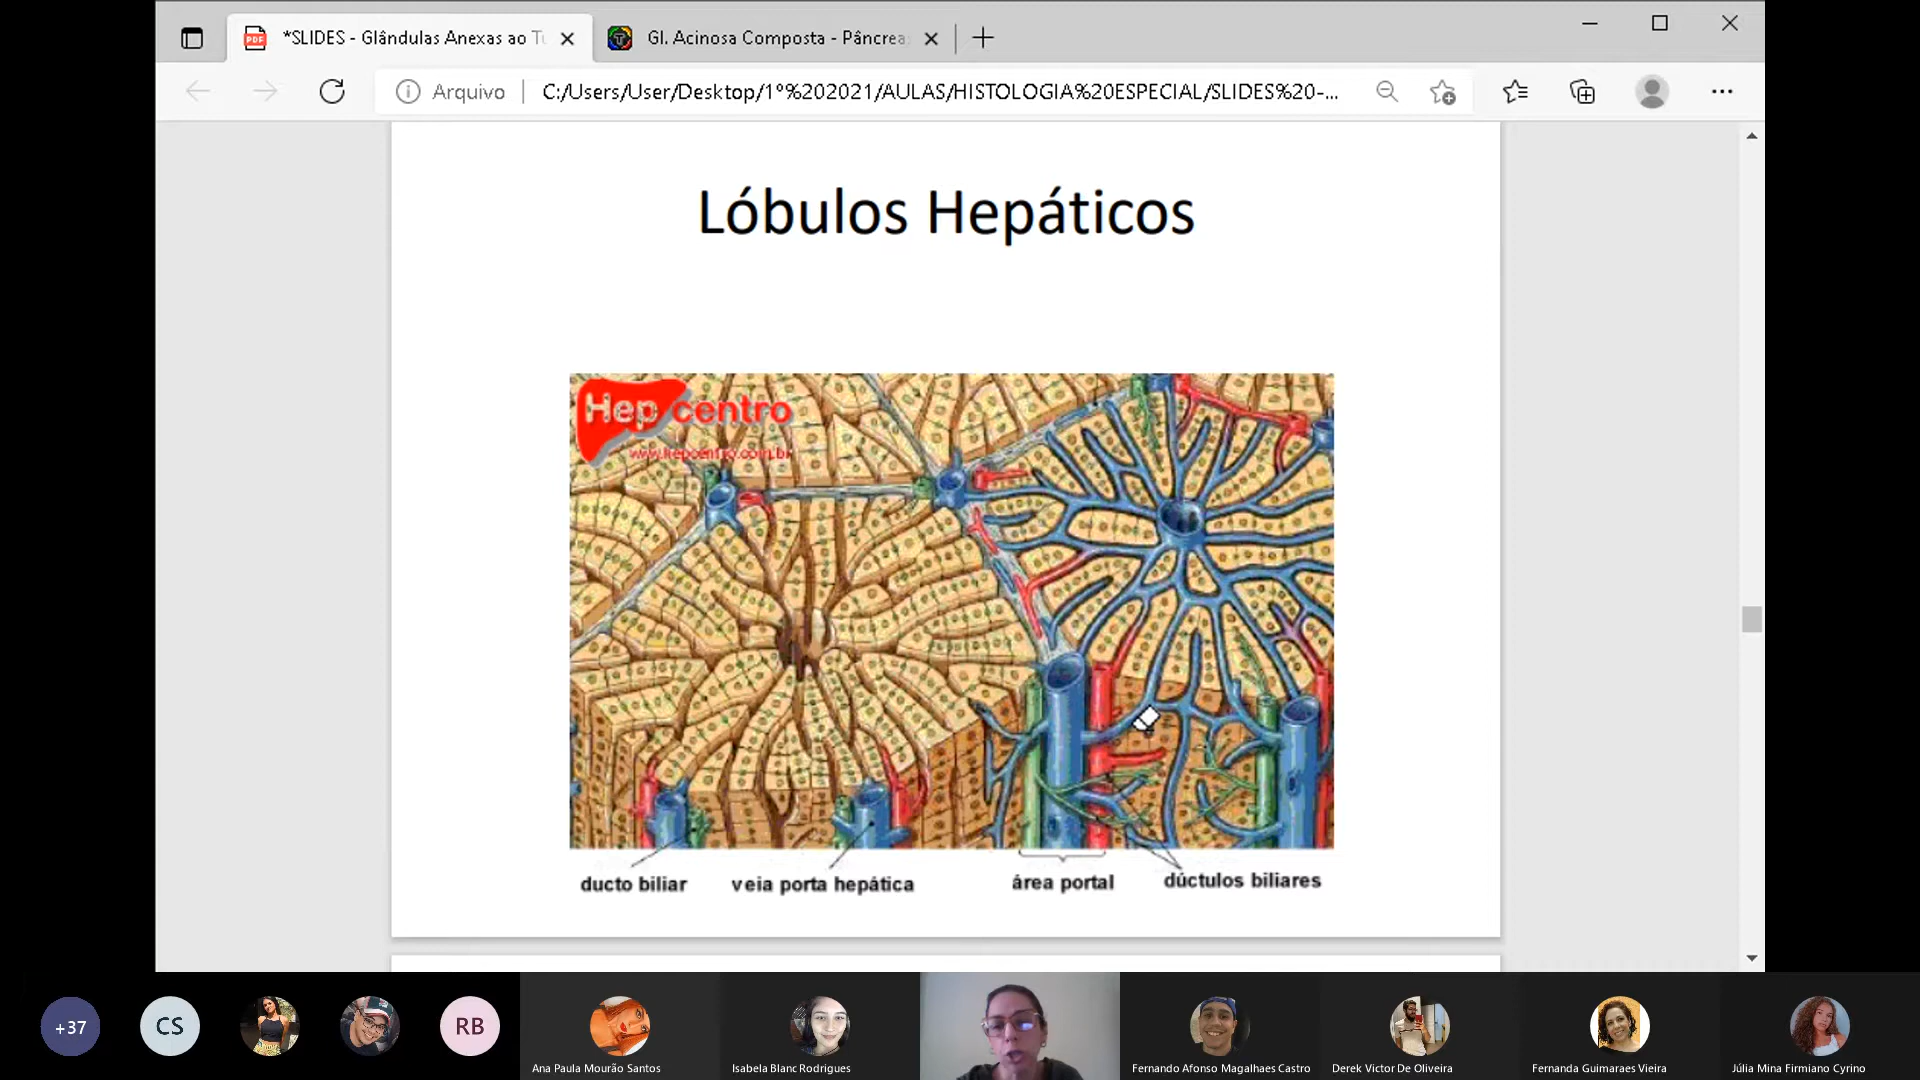 *SLIDES - Glândulas Anexas ao T
Gl. Acinosa Composta - Pâncrea
Arquivo
C:/Users/User/Desktop/1º%202021/AULAS/HISTOLOGIA%20ESPECIAL/SLIDES%20-...
Lóbulos Hepáticos
Hep centro
www.hepcentro.com.br
ducto biliar
veia porta hepática
área portal
dúctulos biliares
+37
CS
RB
Ana Paula Mourão Santos
Isabela Blanc Rodrigues
Fernando Afonso Magalhaes Castro
Derek Victor De Oliveira
Fernanda Guimaraes Vieira
Júlia Mina Firmiano Cyrino